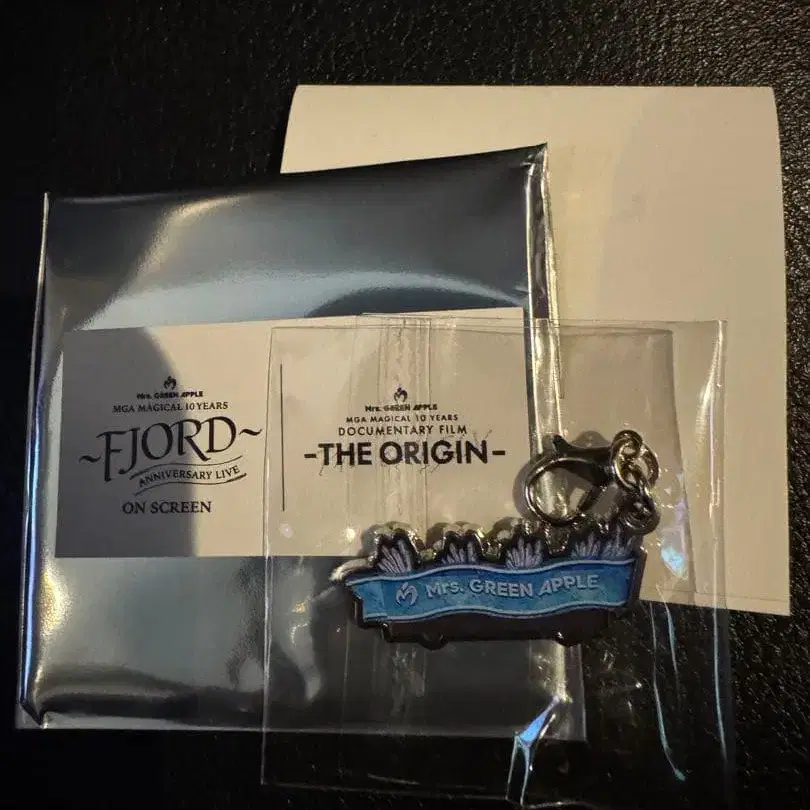 Mrs. GREEN APPLE
MGA MAGICAL 10 YEARS
~FJORD~
ANNIVERSARY LIVE
ON SCREEN
Mrs. GREEN APPLE
MGA MAGICAL 10 YEARS
DOCUMENTARY FILM
-THE ORIGIN-
Mrs. GREEN APPLE